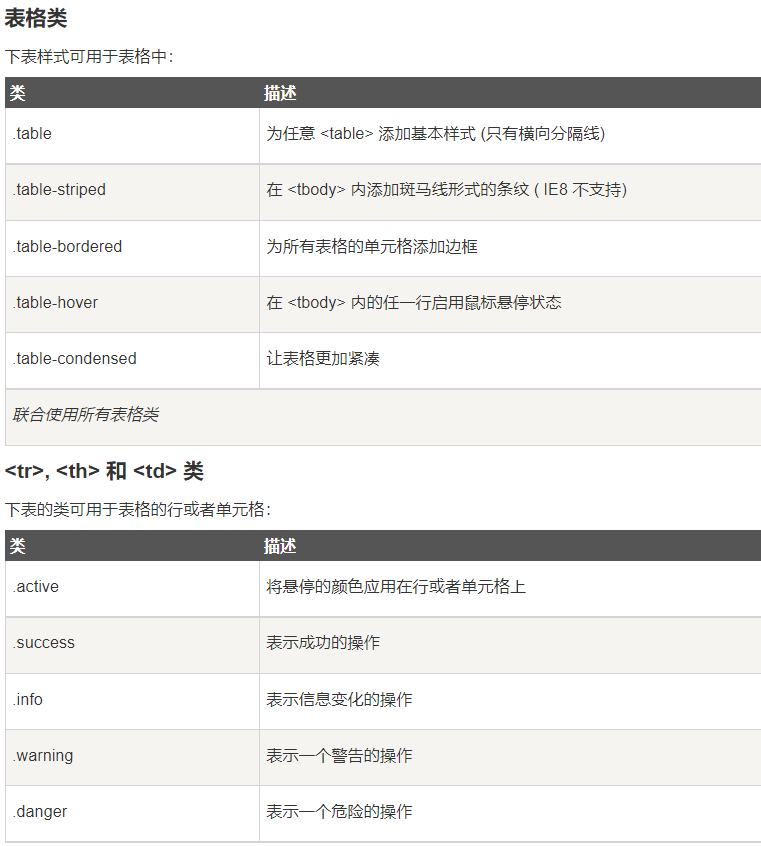 表格类
下表样式可用于表格中：
类 描述
.table 为任意 <table> 添加基本样式 (只有横向分隔线)
.table-striped 在 <tbody> 内添加斑马线形式的条纹 ( IE8 不支持)
.table-bordered 为所有表格的单元格添加边框
.table-hover 在 <tbody> 内的任一行启用鼠标悬停状态
.table-condensed 让表格更加紧凑
联合使用所有表格类
<tr>, <th> 和 <td> 类
下表的类可用于表格的行或者单元格：
类 描述
.active 将悬停的颜色应用在行或者单元格上
.success 表示成功的操作
.info 表示信息变化的操作
.warning 表示一个警告的操作
.danger 表示一个危险的操作